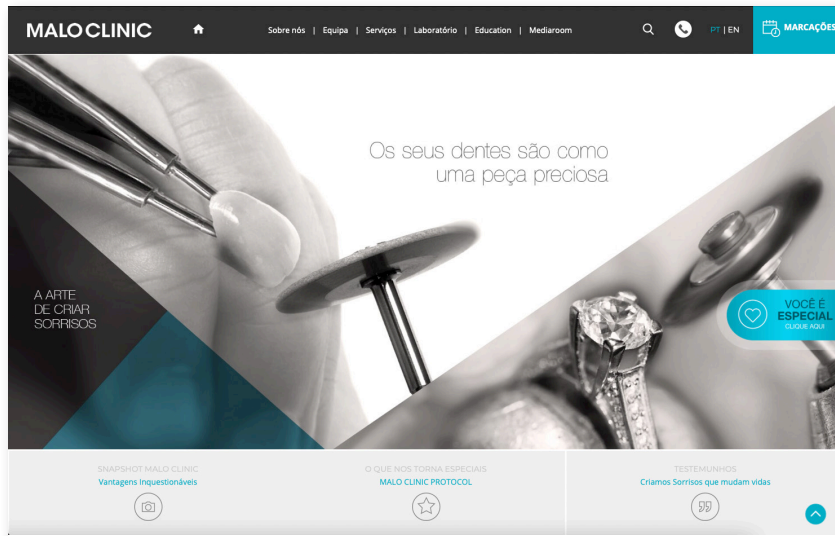 MALO CLINIC
Sobre nós | Equipa | Serviços | Laboratório | Education | Mediaroom
PT | EN
MARCAÇÕES
Os seus dentes são como
uma peça preciosa
A ARTE
DE CRIAR
SORRISOS
VOCÊ É
ESPECIAL
CLIQUE AQUI
SNAPSHOT MALO CLINIC
Vantagens Inquestionáveis
O QUE NOS TORNA ESPECIAIS
MALO CLINIC PROTOCOL
TESTEMUNHOS
Criamos Sorrisos que mudam vidas